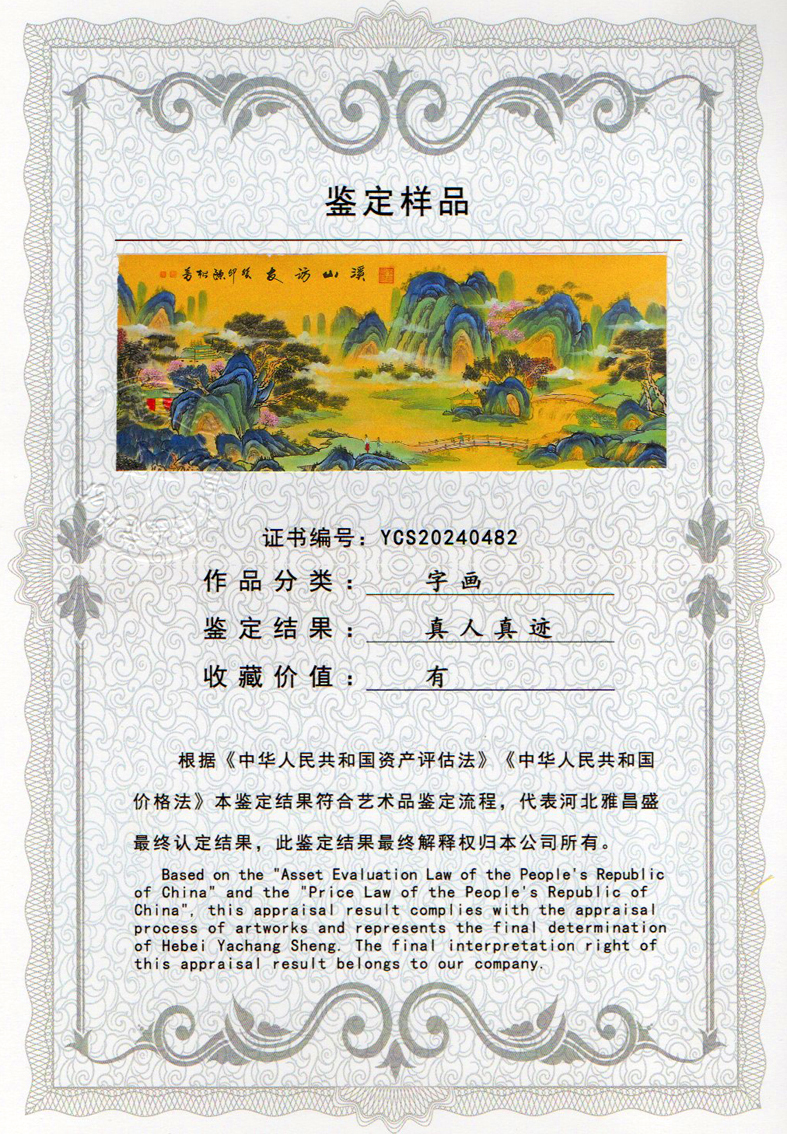 鉴定样品
溪山訪友 癸卯
证书编号：YCS20240482
作品分类：字画
鉴定结果：真人真迹
收藏价值：有
根据《中华人民共和国资产评估法》《中华人民共和国
价格法》本鉴定结果符合艺术品鉴定流程，代表河北雅昌盛
最终认定结果，此鉴定结果最终解释权归本公司所有。
Based on the "Asset Evaluation Law of the People's Republic
of China" and the "Price Law of the People's Republic of
China", this appraisal result complies with the appraisal
process of artworks and represents the final determination
of Hebei Yachang Sheng. The final interpretation right of
this appraisal result belongs to our company.